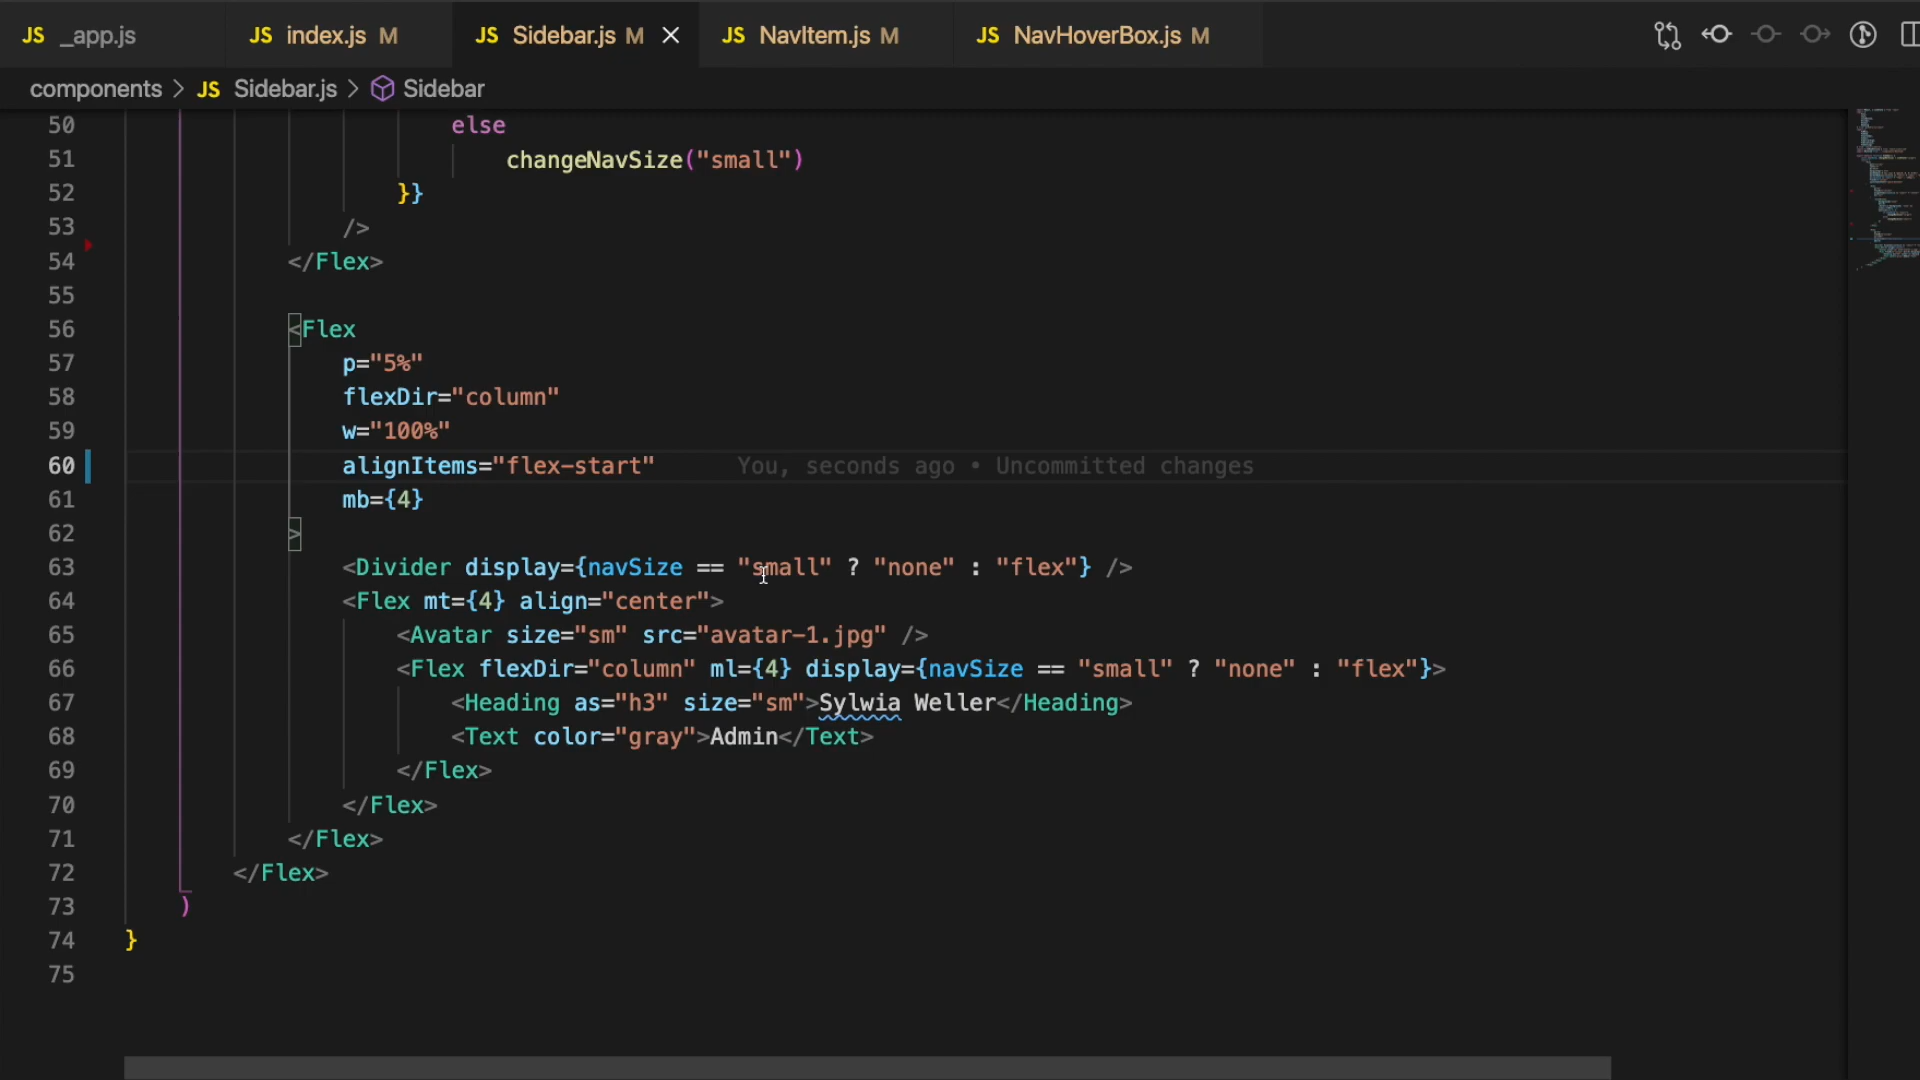 JS _app.js JS index.js M JS Sidebar.js M JS NavItem.js M JS NavHoverBox.js M
components > JS Sidebar.js > Sidebar
50 else
51 changeNavSize("small")
52 }}
53 />
54 </Flex>
55
56 <Flex
57 p="5%"
58 flexDir="column"
59 w="100%"
60 alignItems="flex-start" You, seconds ago • Uncommitted changes
61 mb={4}
62 >
63 <Divider display={navSize == "small" ? "none" : "flex"} />
64 <Flex mt={4} align="center">
65 <Avatar size="sm" src="avatar-1.jpg" />
66 <Flex flexDir="column" ml={4} display={navSize == "small" ? "none" : "flex"}>
67 <Heading as="h3" size="sm">Sylwia Weller</Heading>
68 <Text color="gray">Admin</Text>
69 </Flex>
70 </Flex>
71 </Flex>
72 </Flex>
73 )
74 }
75